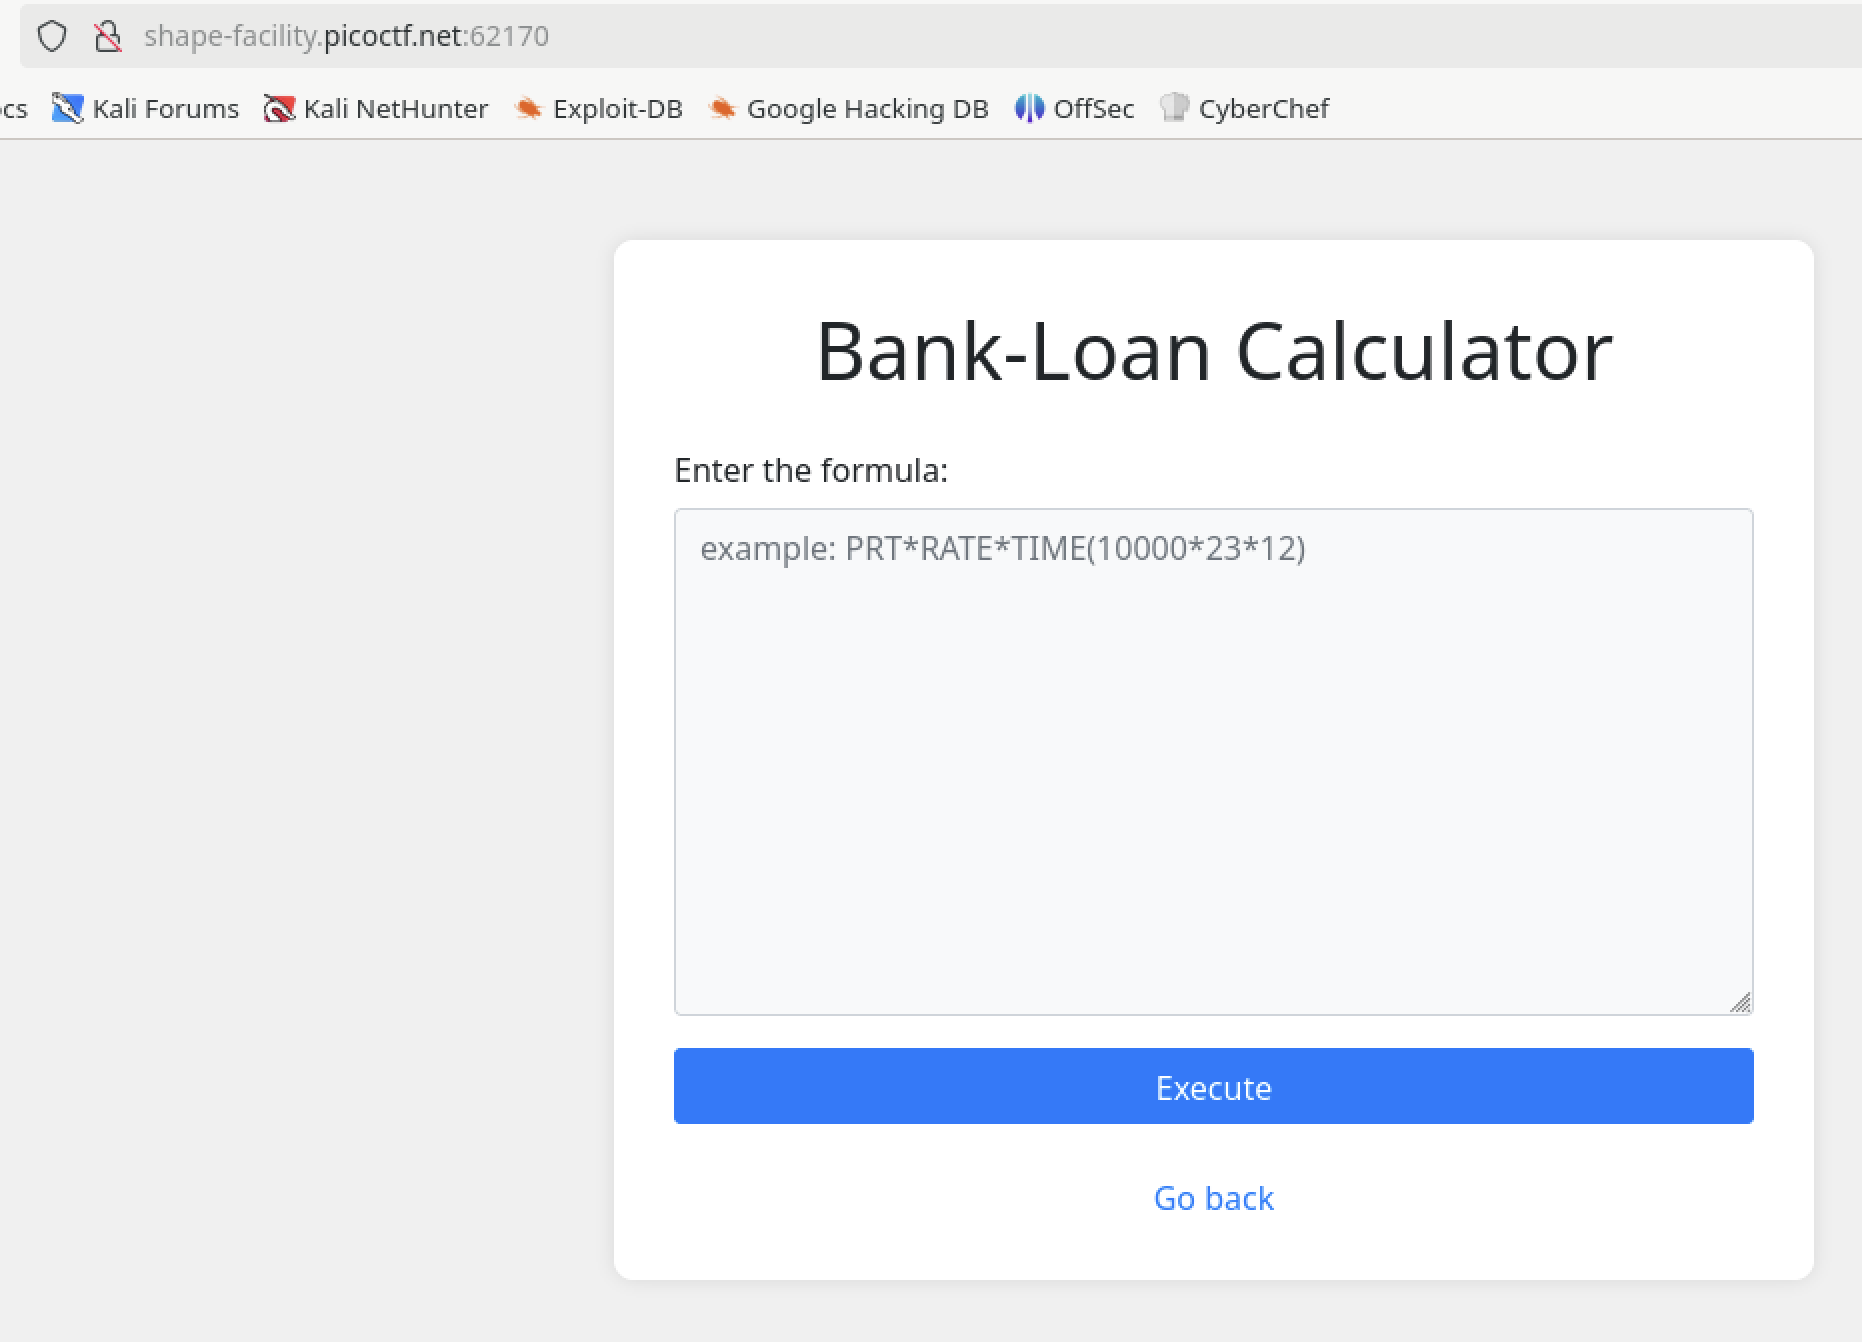 shape-facility.picoctf.net:62170
cs Kali Forums Kali NetHunter Exploit-DB Google Hacking DB OffSec CyberChef
Bank-Loan Calculator
Enter the formula:
example: PRT*RATE*TIME(10000*23*12)
Execute
Go back